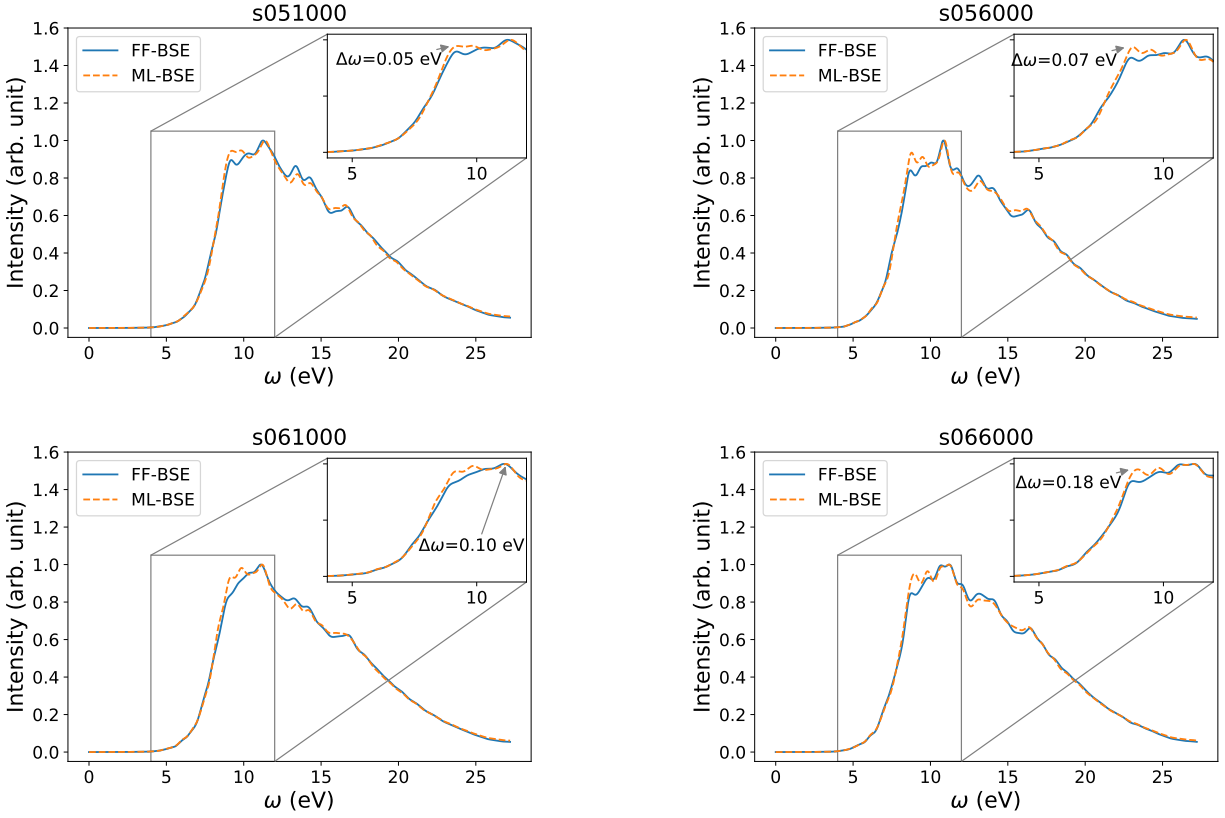 s051000
Intensity (arb. unit)
1.6
1.4
1.2
1.0
0.8
0.6
0.4
0.2
0.0
FF-BSE
ML-BSE
Δω=0.05 eV
5 10
0 5 10 15 20 25
ω (eV)
s056000
Intensity (arb. unit)
1.6
1.4
1.2
1.0
0.8
0.6
0.4
0.2
0.0
FF-BSE
ML-BSE
Δω=0.07 eV
5 10
0 5 10 15 20 25
ω (eV)
s061000
Intensity (arb. unit)
1.6
1.4
1.2
1.0
0.8
0.6
0.4
0.2
0.0
FF-BSE
ML-BSE
Δω=0.10 eV
5 10
0 5 10 15 20 25
ω (eV)
s066000
Intensity (arb. unit)
1.6
1.4
1.2
1.0
0.8
0.6
0.4
0.2
0.0
FF-BSE
ML-BSE
Δω=0.18 eV
5 10
0 5 10 15 20 25
ω (eV)